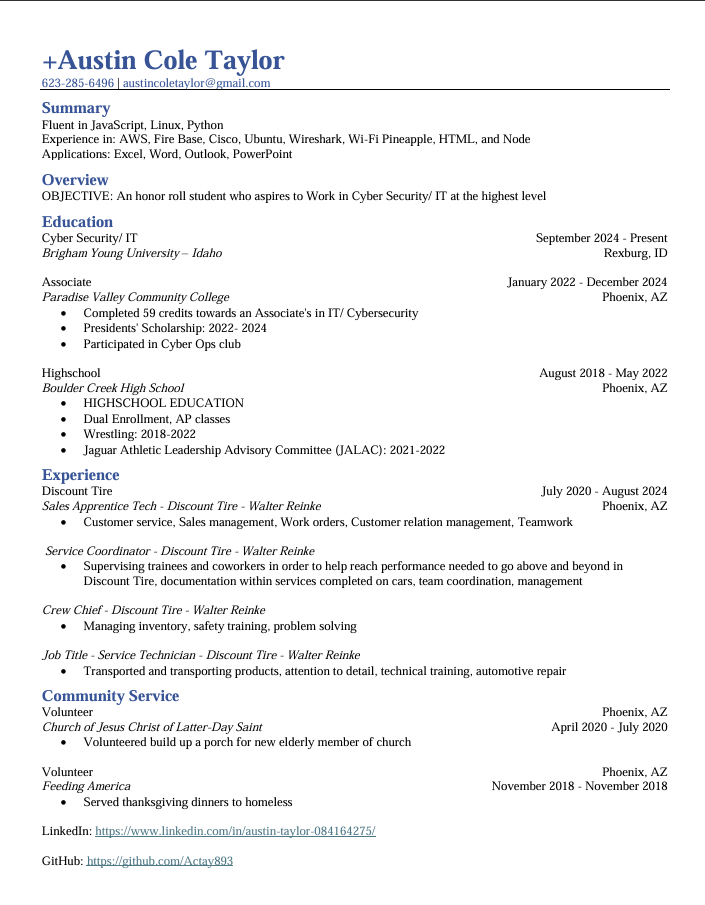 +Austin Cole Taylor
623-285-6496 | austincoletaylor@gmail.com
Summary
Fluent in JavaScript, Linux, Python
Experience in: AWS, Fire Base, Cisco, Ubuntu, Wireshark, Wi-Fi Pineapple, HTML, and Node
Applications: Excel, Word, Outlook, PowerPoint
Overview
OBJECTIVE: An honor roll student who aspires to Work in Cyber Security/ IT at the highest level
Education
Cyber Security/ IT September 2024 - Present
Brigham Young University – Idaho Rexburg, ID
Associate January 2022 - December 2024
Paradise Valley Community College Phoenix, AZ
• Completed 59 credits towards an Associate's in IT/ Cybersecurity
• Presidents' Scholarship: 2022- 2024
• Participated in Cyber Ops club
Highschool August 2018 - May 2022
Boulder Creek High School Phoenix, AZ
• HIGHSCHOOL EDUCATION
• Dual Enrollment, AP classes
• Wrestling: 2018-2022
• Jaguar Athletic Leadership Advisory Committee (JALAC): 2021-2022
Experience
Discount Tire July 2020 - August 2024
Sales Apprentice Tech - Discount Tire - Walter Reinke Phoenix, AZ
• Customer service, Sales management, Work orders, Customer relation management, Teamwork
Service Coordinator - Discount Tire - Walter Reinke
• Supervising trainees and coworkers in order to help reach performance needed to go above and beyond in
Discount Tire, documentation within services completed on cars, team coordination, management
Crew Chief - Discount Tire - Walter Reinke
• Managing inventory, safety training, problem solving
Job Title - Service Technician - Discount Tire - Walter Reinke
• Transported and transporting products, attention to detail, technical training, automotive repair
Community Service
Volunteer Phoenix, AZ
Church of Jesus Christ of Latter-Day Saint April 2020 - July 2020
• Volunteered build up a porch for new elderly member of church
Volunteer Phoenix, AZ
Feeding America November 2018 - November 2018
• Served thanksgiving dinners to homeless
LinkedIn: https://www.linkedin.com/in/austin-taylor-084164275/
GitHub: https://github.com/Actay893